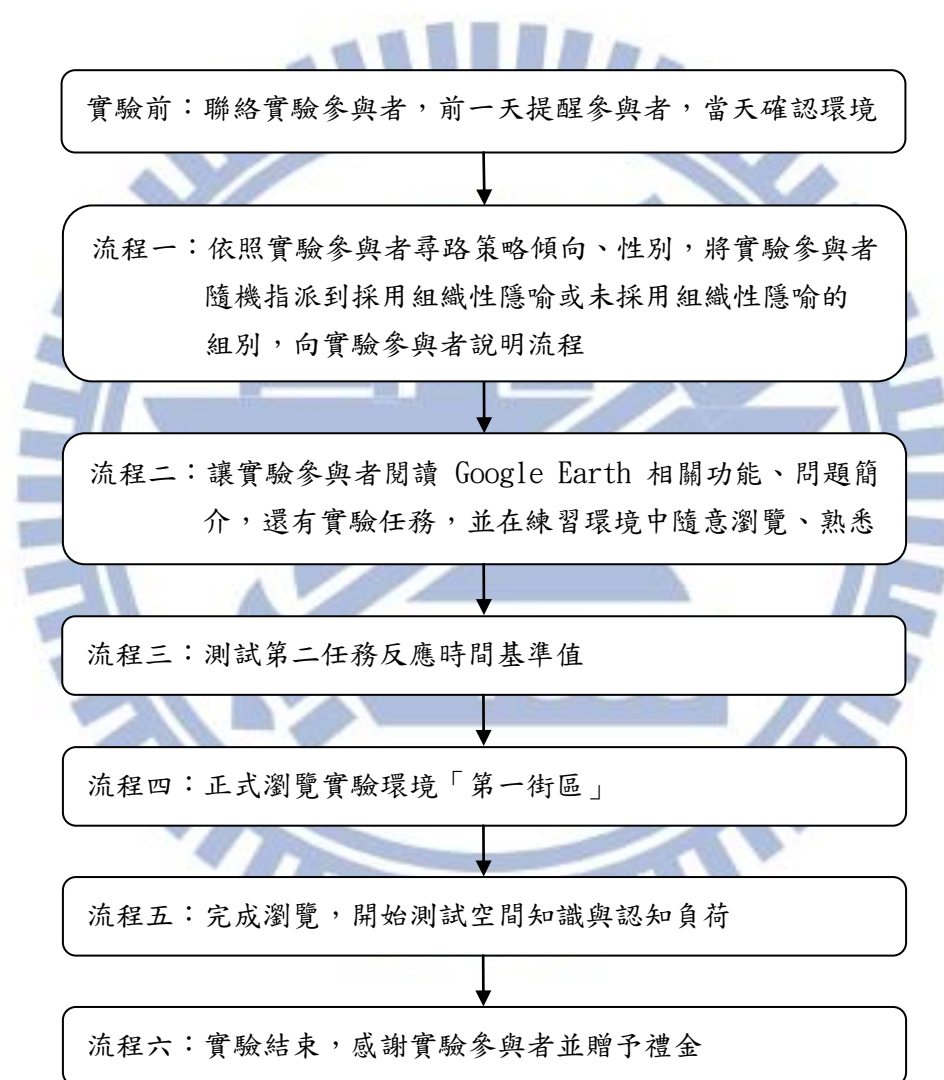 實驗前：聯絡實驗參與者，前一天提醒參與者，當天確認環境
流程一：依照實驗參與者尋路策略傾向、性別，將實驗參與者
隨機指派到採用組織性隱喻或未採用組織性隱喻的
組別，向實驗參與者說明流程
流程二：讓實驗參與者閱讀 Google Earth 相關功能、問題簡
介，還有實驗任務，並在練習環境中隨意瀏覽、熟悉
流程三：測試第二任務反應時間基準值
流程四：正式瀏覽實驗環境「第一街區」
流程五：完成瀏覽，開始測試空間知識與認知負荷
流程六：實驗結束，感謝實驗參與者並贈予禮金